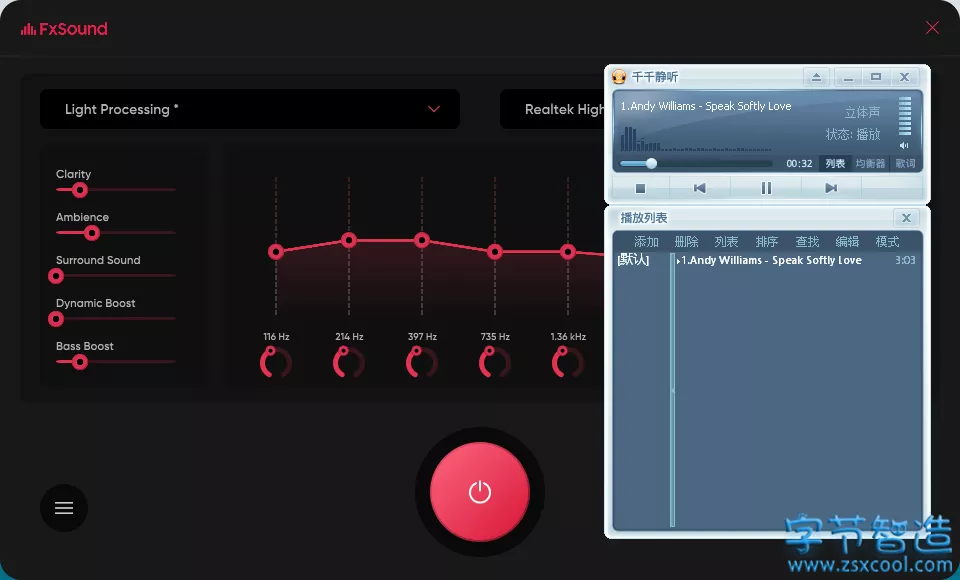 FxSound
Light Processing *
Realtek High
Clarity
Ambience
Surround Sound
Dynamic Boost
Bass Boost
116 Hz 214 Hz 397 Hz 735 Hz 1.36 kHz
千千静听
1.Andy Williams - Speak Softly Love
立体声
状态: 播放
00:32 列表 均衡器 歌词
播放列表
添加 删除 列表 排序 查找 编辑 模式
[默认] 1.Andy Williams - Speak Softly Love 3:03
字节智造
www.zsxcool.com